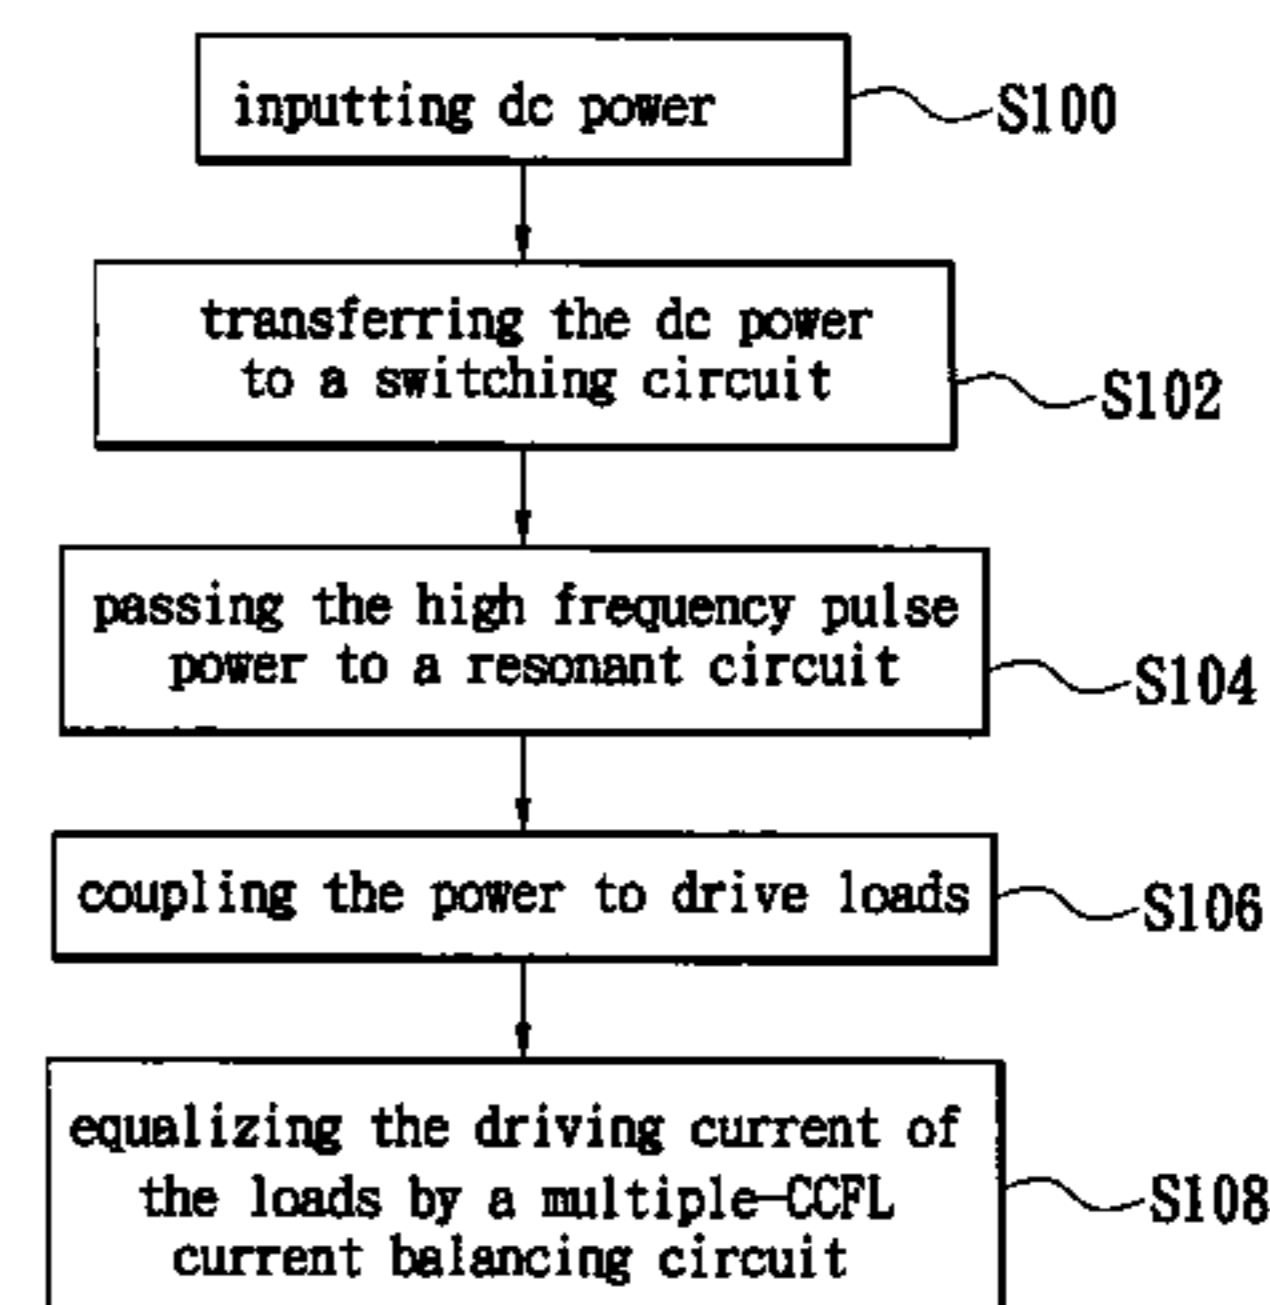 inputting dc power
S100
transferring the dc power
to a switching circuit
S102
passing the high frequency pulse
power to a resonant circuit
S104
coupling the power to drive loads
S106
equalizing the driving current of
the loads by a multiple-CCFL
current balancing circuit
S108